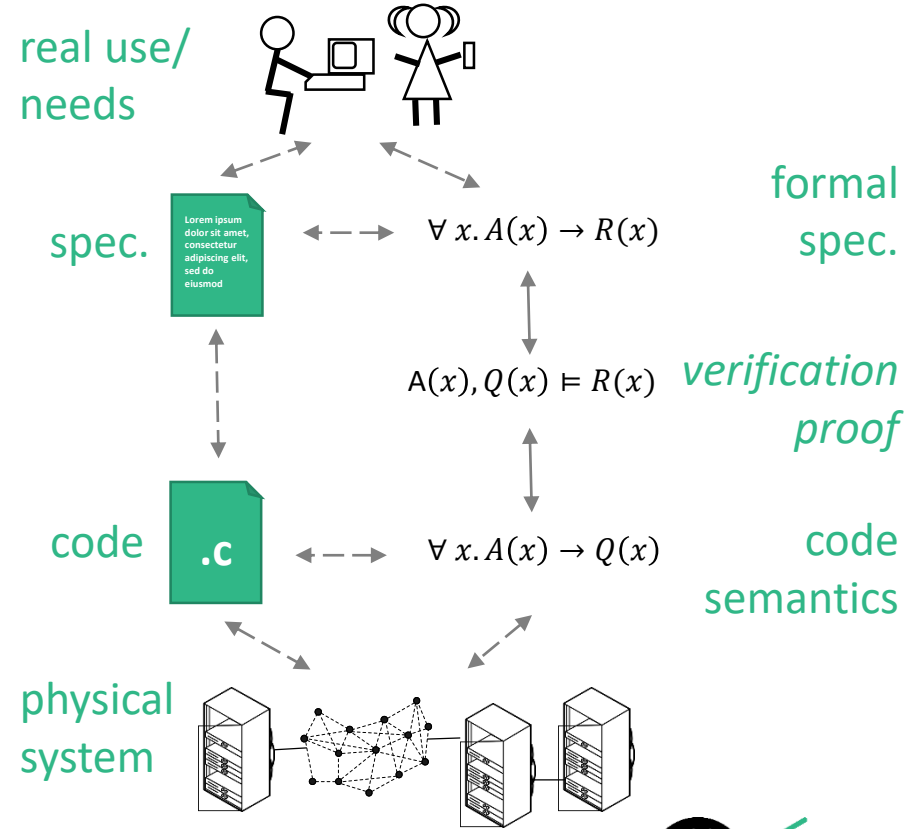 real use/
needs
formal
spec.
spec.
Lorem ipsum
dolor sit amet,
consectetur
adipiscing elit,
sed do
eiusmod
∀ x. A(x) → R(x)
A(x), Q(x) ⊨ R(x)
verification
proof
code
.c
∀ x. A(x) → Q(x)
code
semantics
physical
system